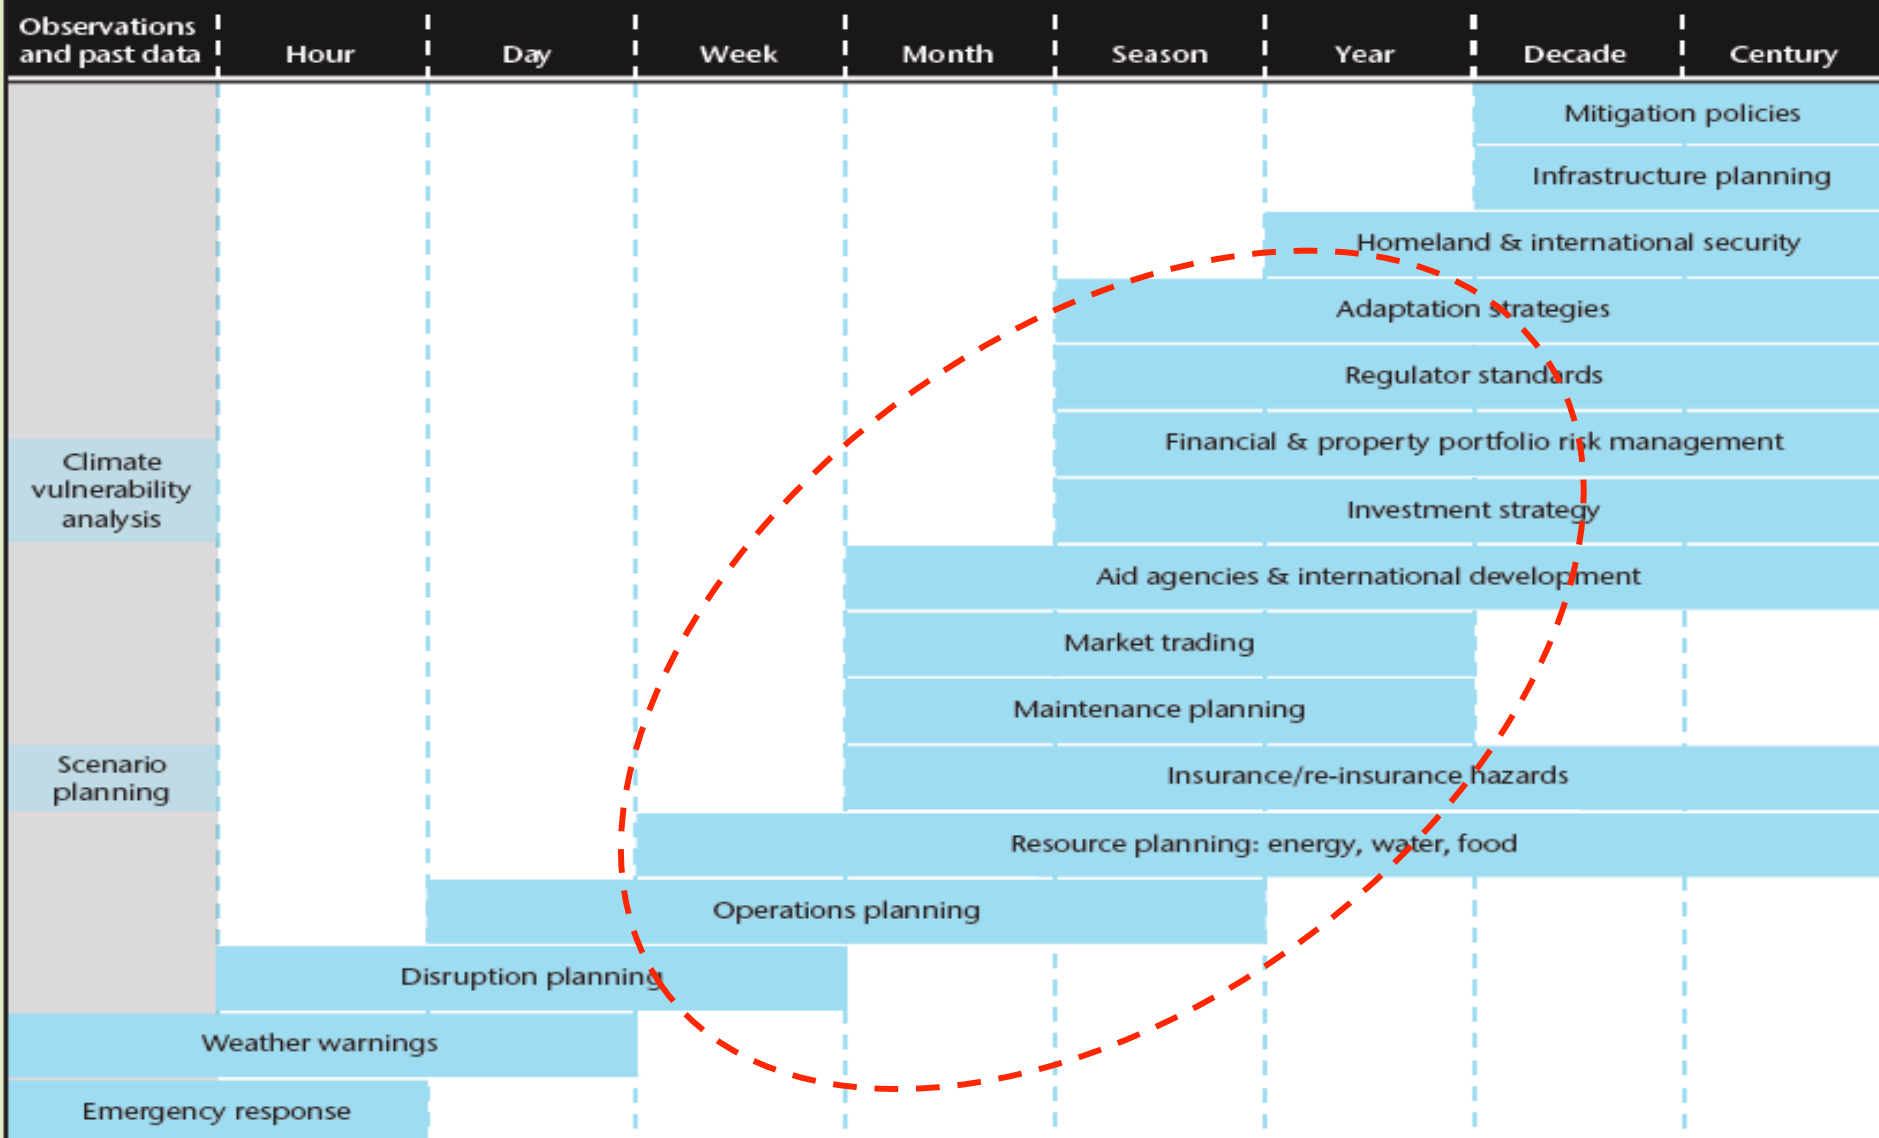 Observations
and past data
Hour
Day
Week
Month
Season
Year
Decade
Century
Mitigation policies
Infrastructure planning
Homeland & international security
Adaptation strategies
Regulator standards
Financial & property portfolio risk management
Climate
vulnerability
analysis
Investment strategy
Aid agencies & international development
Market trading
Maintenance planning
Scenario
planning
Insurance/re-insurance hazards
Resource planning: energy, water, food
Operations planning
Disruption planning
Weather warnings
Emergency response